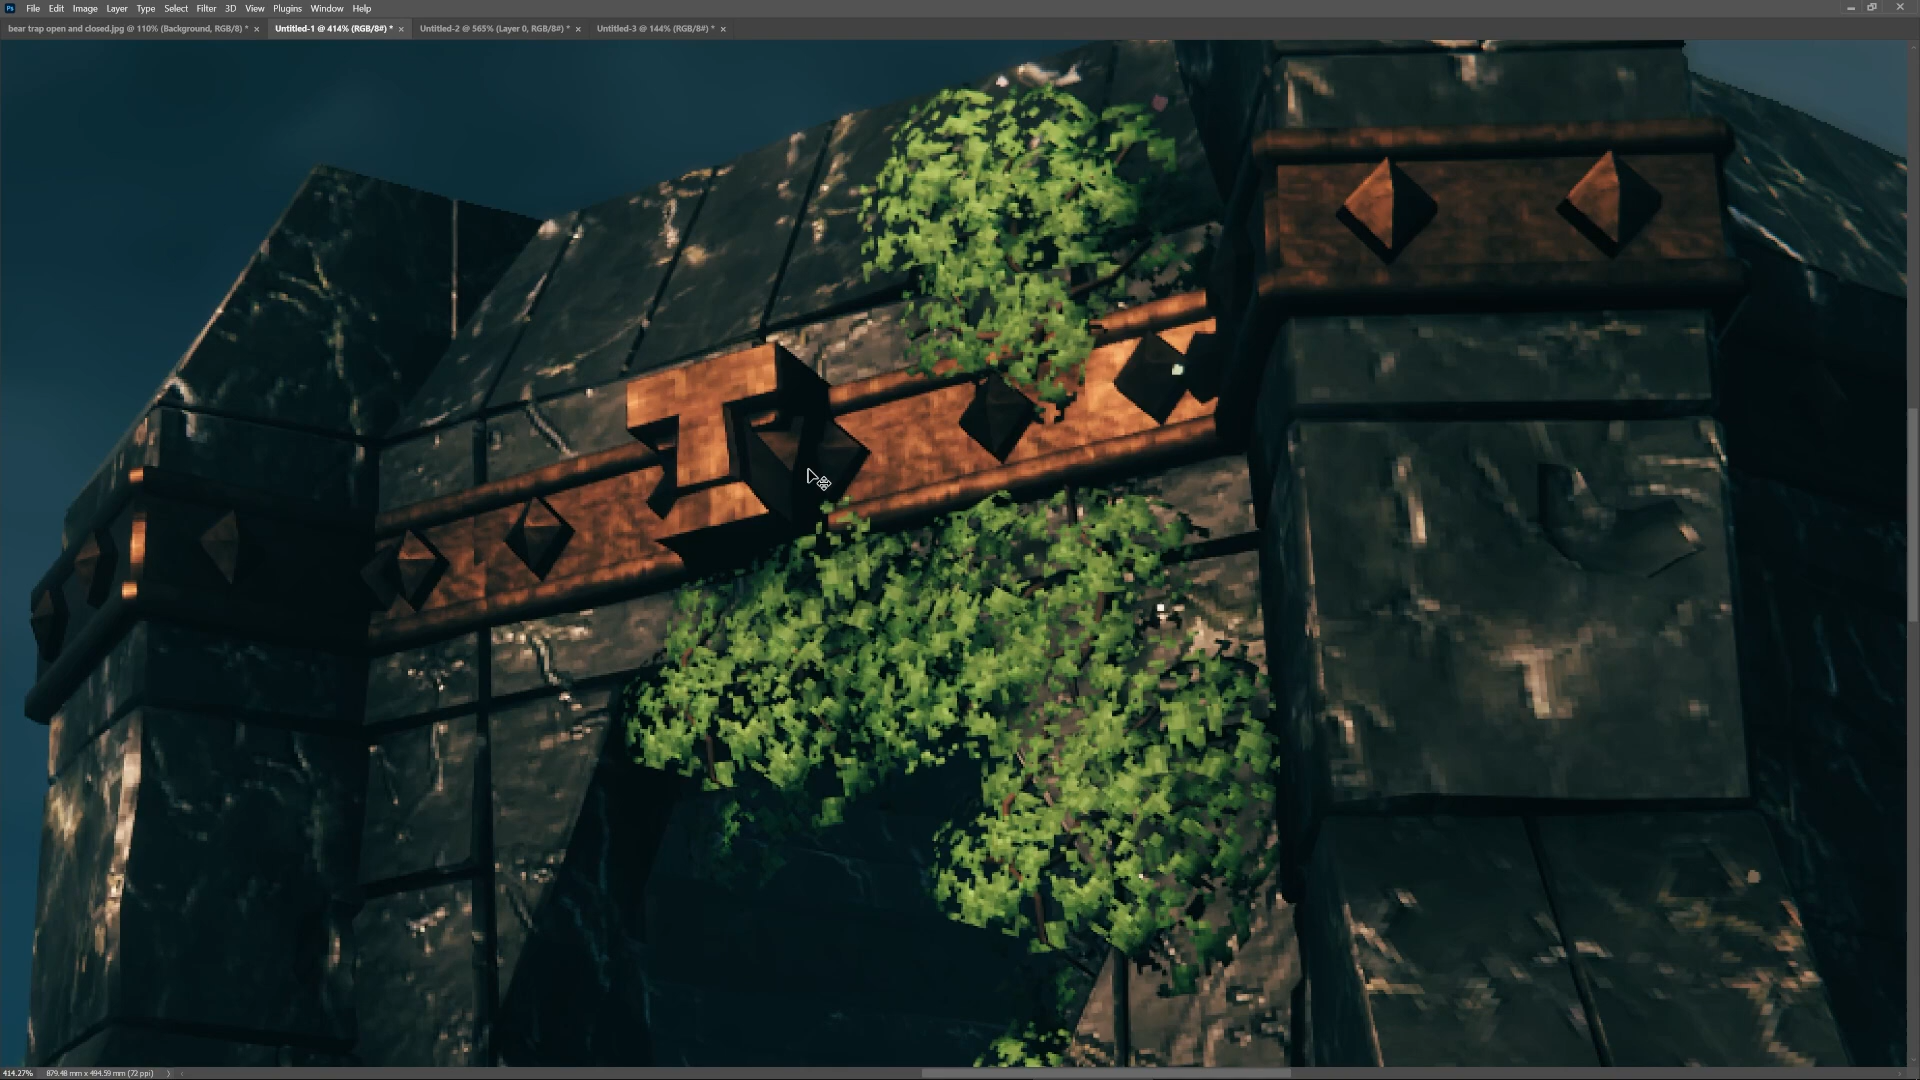 Ps File Edit Image Layer Type Select Filter 3D View Plugins Window Help
bear trap open and closed.jpg @ 110% (Background, RGB/8) * × Untitled-1 @ 414% (RGB/8#) * × Untitled-2 @ 565% (Layer 0, RGB/8#) * × Untitled-3 @ 144% (RGB/8#) * ×
414.27% 879.48 mm x 494.59 mm (72 ppi)